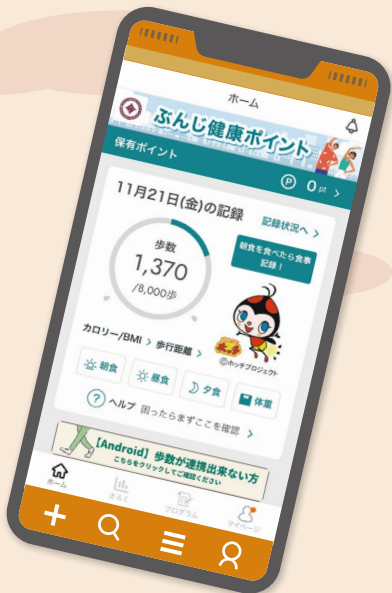 ホーム
ぶんじ健康ポイント
保有ポイント
P 0 pt >
11月21日(金)の記録
記録状況へ >
朝食を食べたら食事
記録！
歩数
1,370
/8,000歩
©ホッチプロジェクト
カロリー/BMI > 歩行距離 >
朝食
昼食
夕食
体重
? ヘルプ 困ったらまずここを確認 >
【Android】歩数が連携出来ない方
こちらをクリックしてご確認ください
ホーム
きろく
プログラム
マイページ